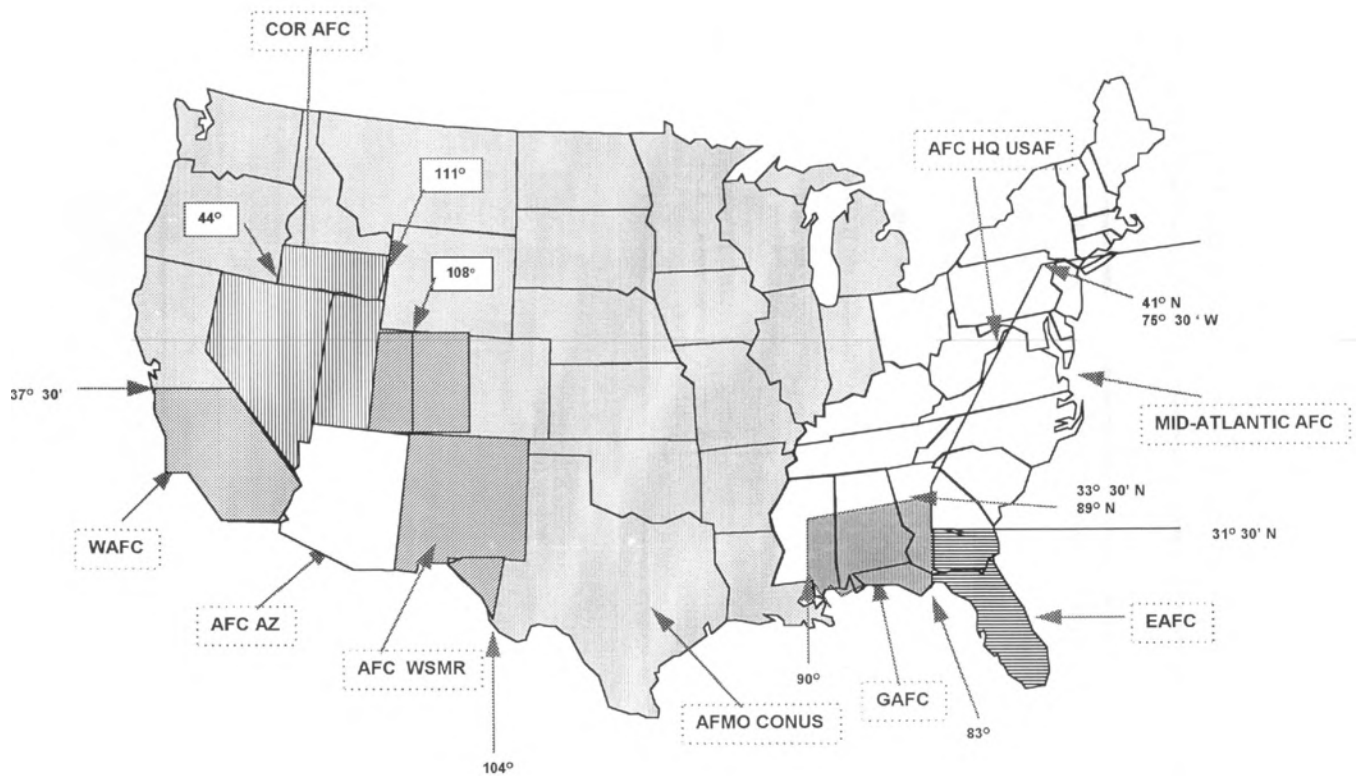 COR AFC
AFC HQ USAF
111°
44°
108°
41° N
75° 30 ' W
37° 30'
MID-ATLANTIC AFC
33° 30' N
89° N
31° 30' N
WAFC
AFC AZ
AFC WSMR
EAFC
90°
GAFC
AFMO CONUS
83°
104°